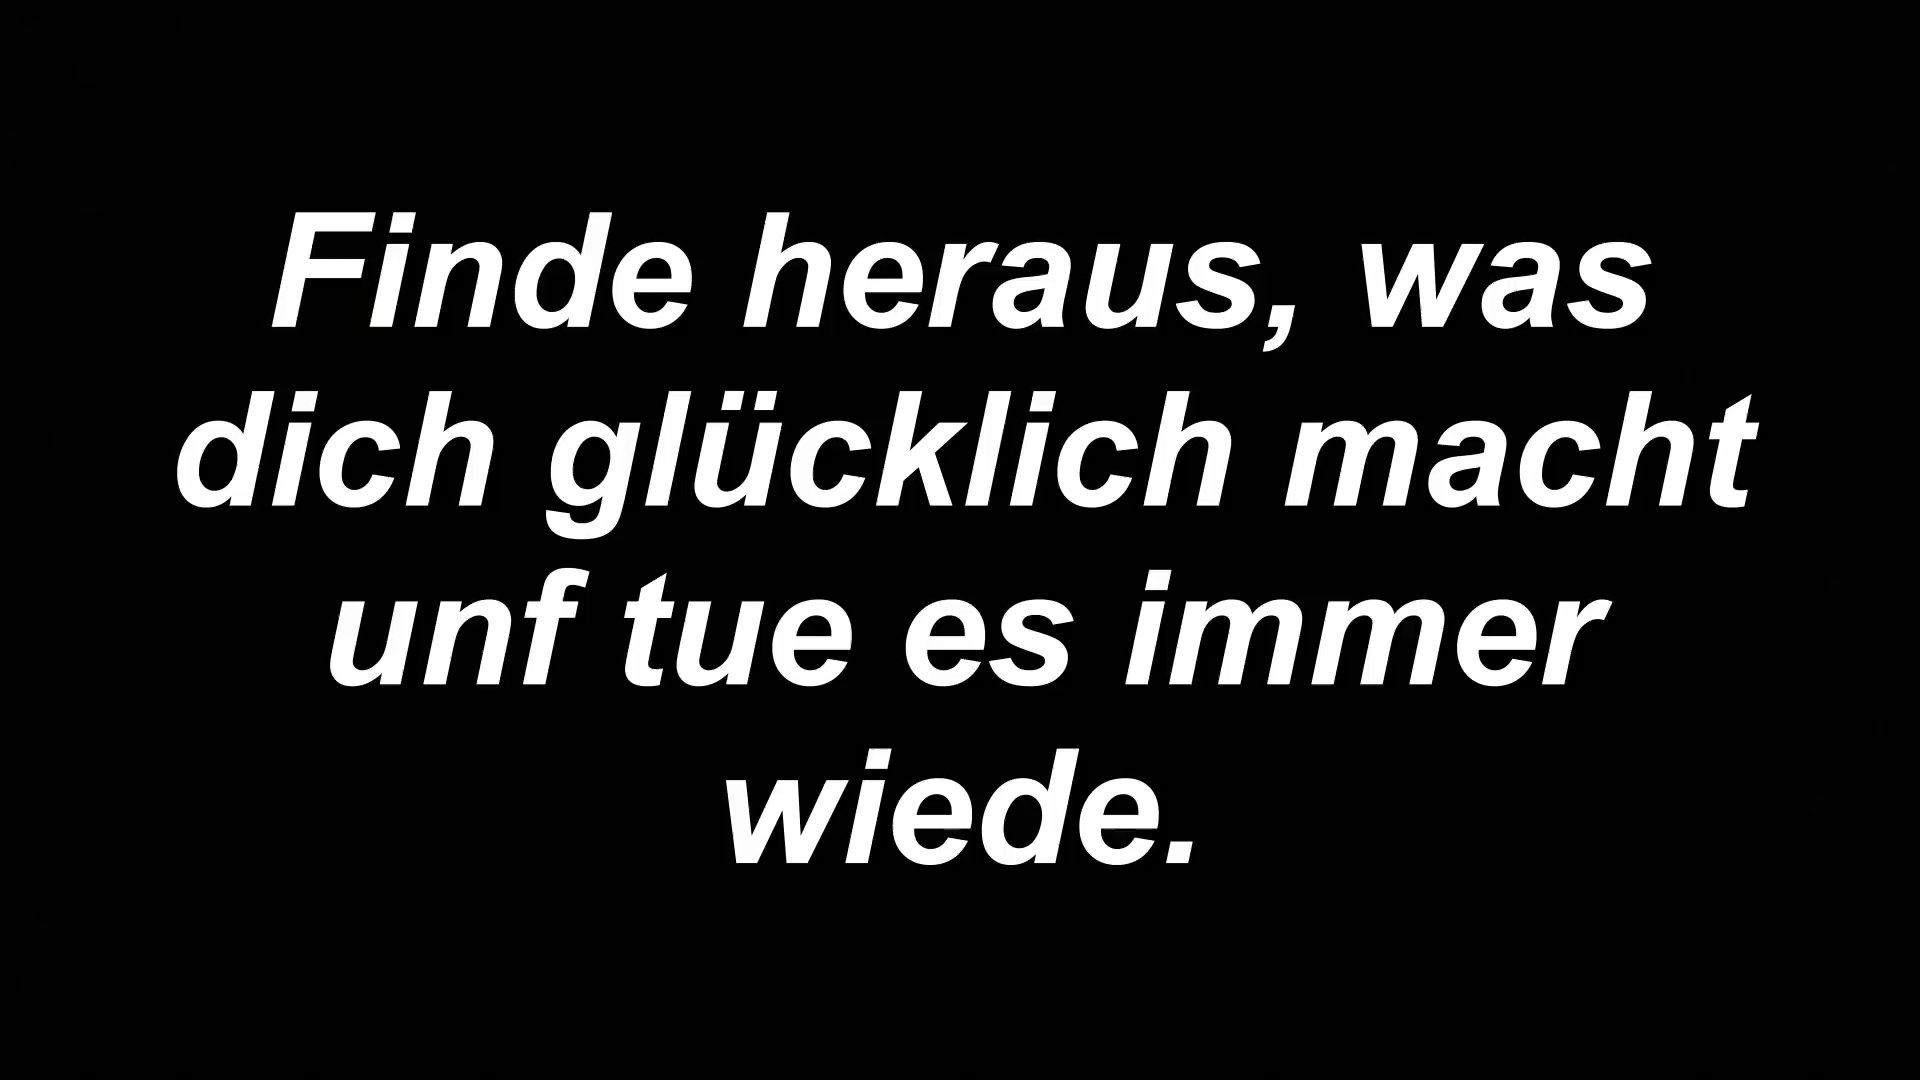 Finde heraus, was
dich glücklich macht
unf tue es immer
wiede.